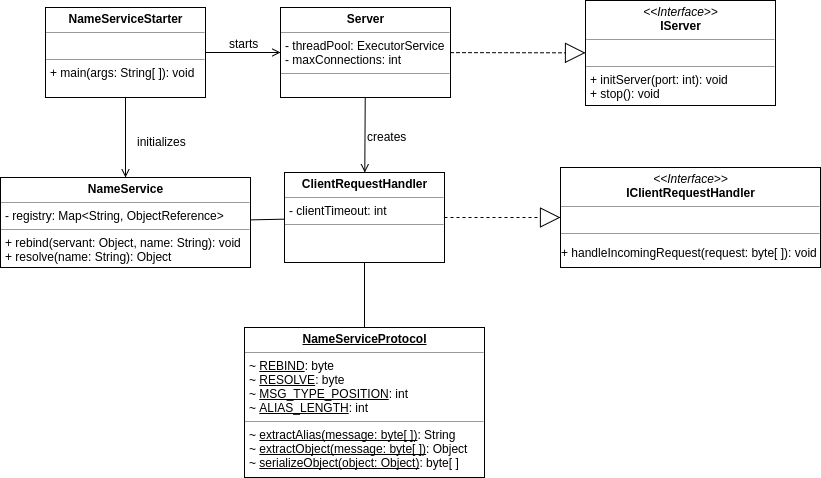 NameServiceStarter
+ main(args: String[ ]): void
starts
Server
- threadPool: ExecutorService
- maxConnections: int
<<Interface>>
IServer
+ initServer(port: int): void
+ stop(): void
initializes
creates
NameService
- registry: Map<String, ObjectReference>
+ rebind(servant: Object, name: String): void
+ resolve(name: String): Object
ClientRequestHandler
- clientTimeout: int
<<Interface>>
IClientRequestHandler
+ handleIncomingRequest(request: byte[ ]): void
NameServiceProtocol
~ REBIND: byte
~ RESOLVE: byte
~ MSG_TYPE_POSITION: int
~ ALIAS_LENGTH: int
~ extractAlias(message: byte[ ]): String
~ extractObject(message: byte[ ]): Object
~ serializeObject(object: Object): byte[ ]